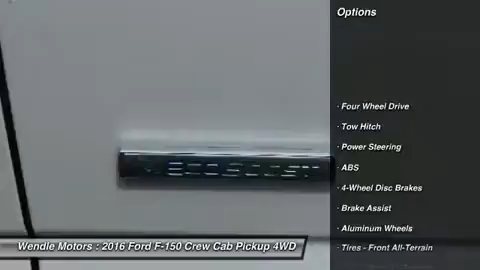 Options
· Four Wheel Drive
· Tow Hitch
· Power Steering
· ABS
· 4-Wheel Disc Brakes
· Brake Assist
· Aluminum Wheels
· Tires - Front All-Terrain
Wendle Motors : 2016 Ford F-150 Crew Cab Pickup 4WD